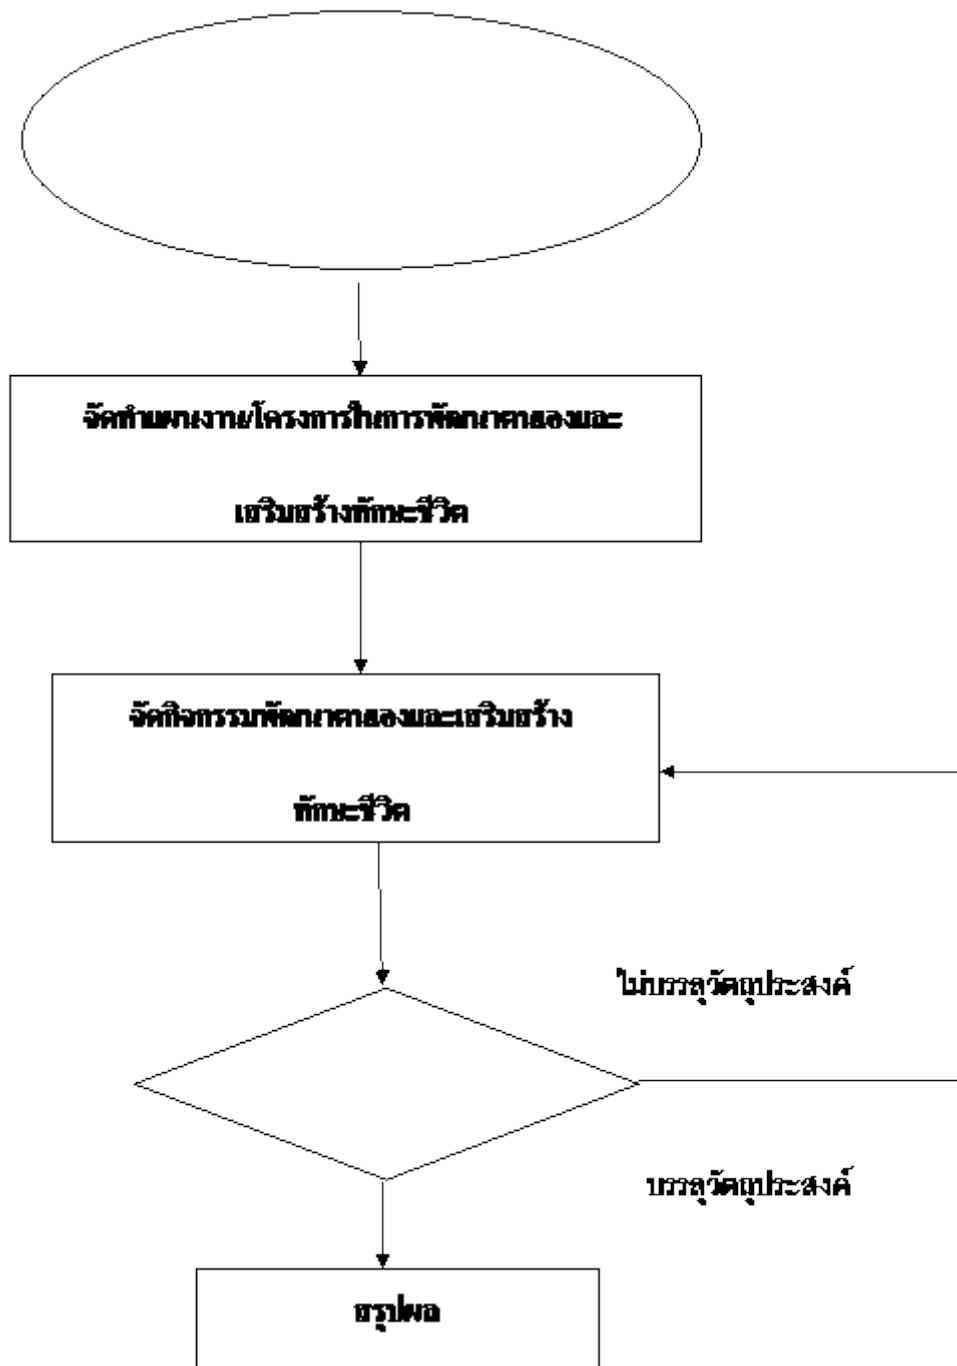 จัดทำแผนงาน/โครงการในการพัฒนาตนเองและ
เสริมสร้างทักษะชีวิต
จัดกิจกรรมพัฒนาตนเองและเสริมสร้าง
ทักษะชีวิต
ไม่บรรลุวัตถุประสงค์
บรรลุวัตถุประสงค์
สรุปผล